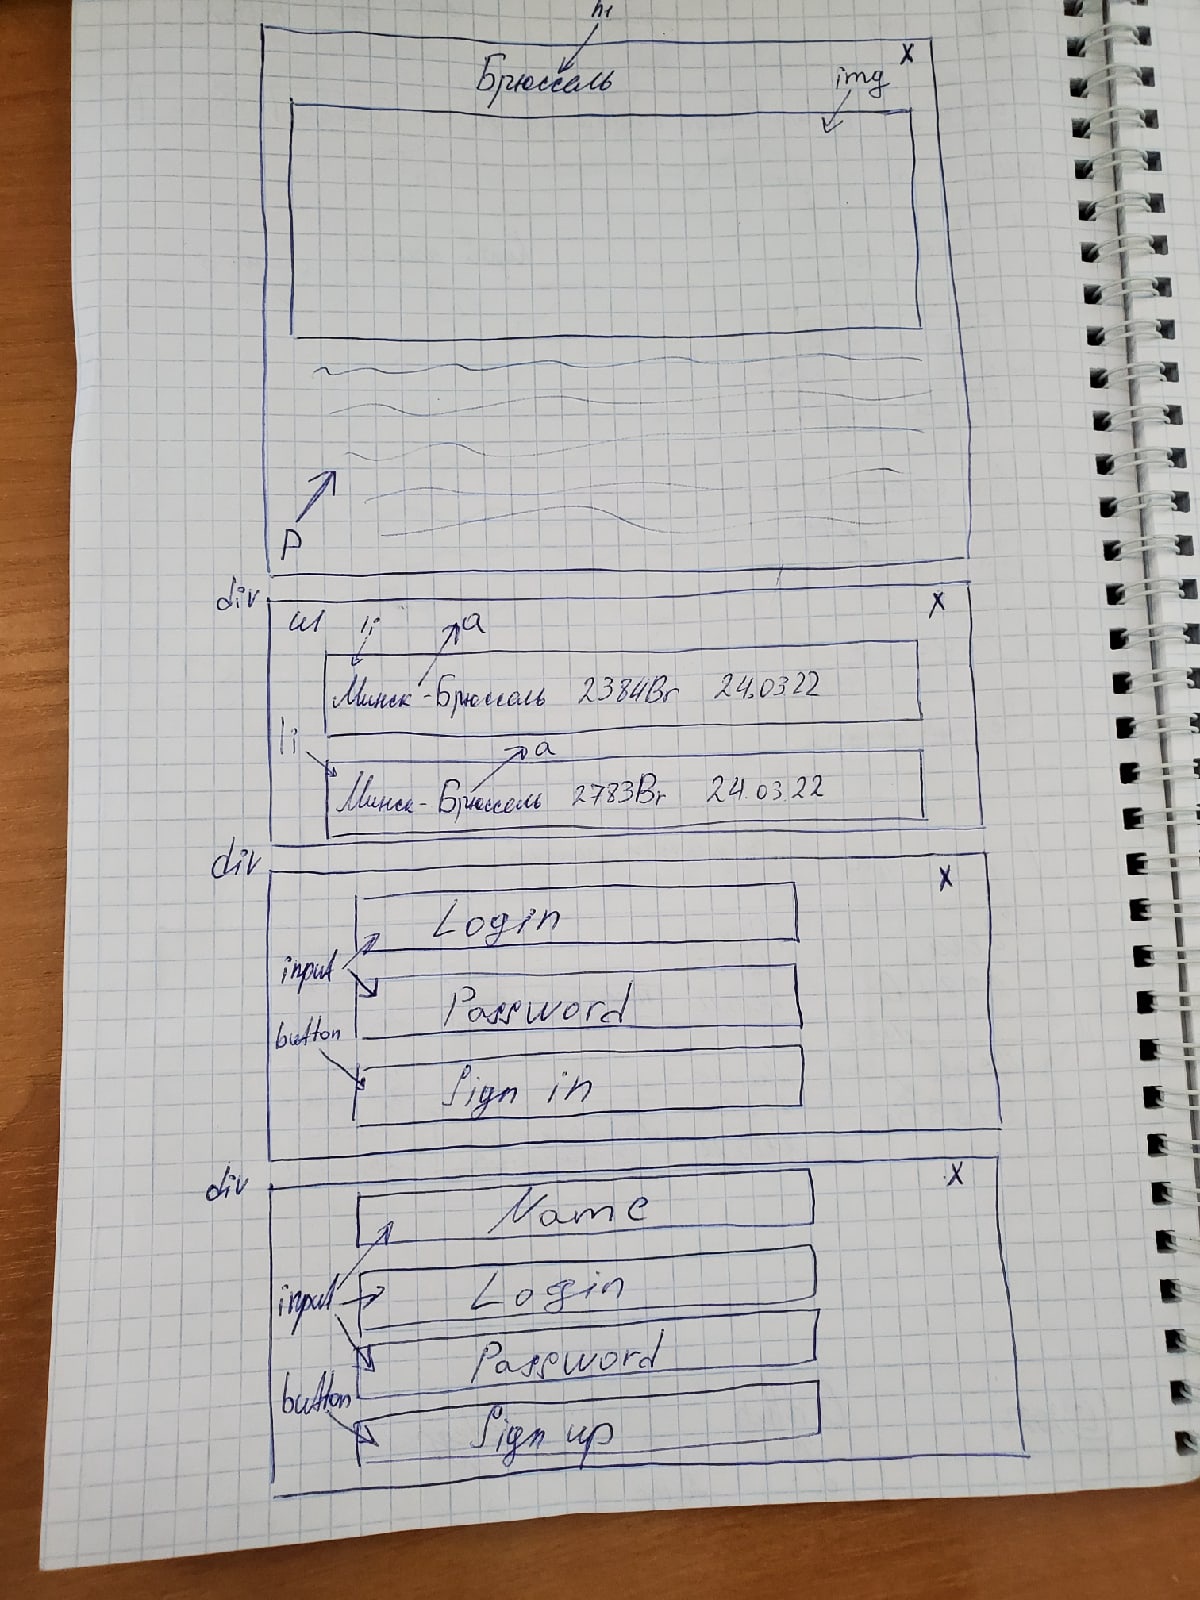 h1
Брюссель X
img
P
div
ul li a X
Минск-Брюссель 2384Br 24.03.22
li a
Минск-Брюссель 2783Br 24.03.22
div X
Login
input
Password
button
Sign in
div X
Name
input
Login
Password
button
Sign up